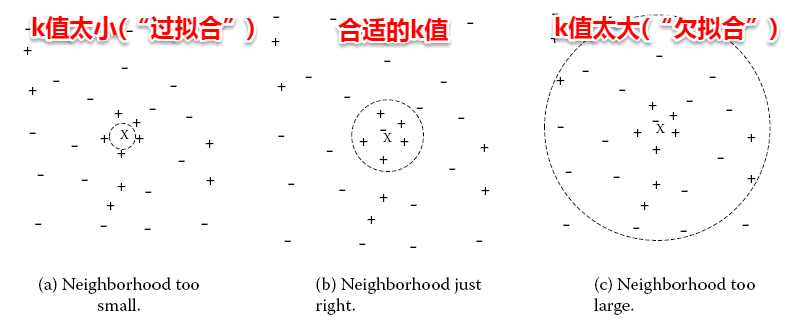 k值太小(“过拟合”)
合适的k值
k值太大(“欠拟合”)
X
X
X
(a) Neighborhood too
small.
(b) Neighborhood just
right.
(c) Neighborhood too
large.